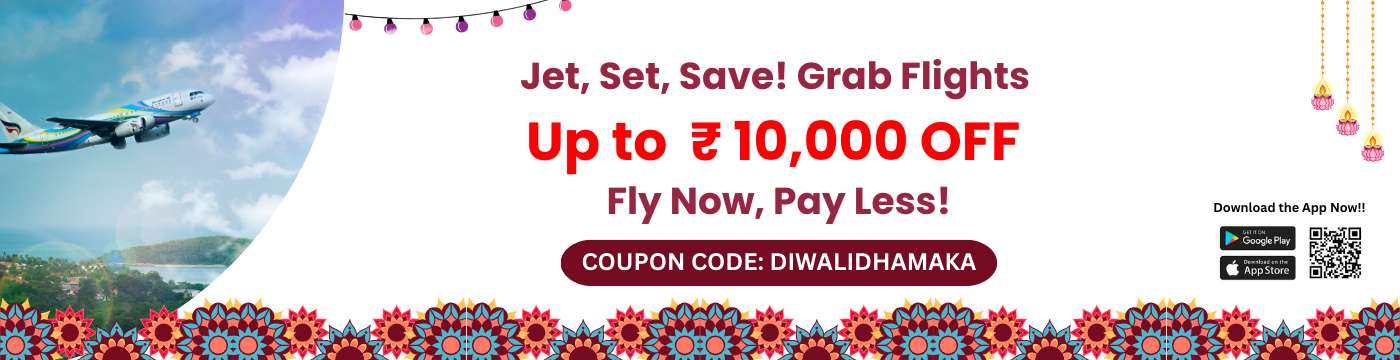 Jet, Set, Save! Grab Flights
Up to ₹ 10,000 OFF
Fly Now, Pay Less!
COUPON CODE: DIWALIDHAMAKA
Download the App Now!!
GET IT ON
Google Play
Download on the
App Store